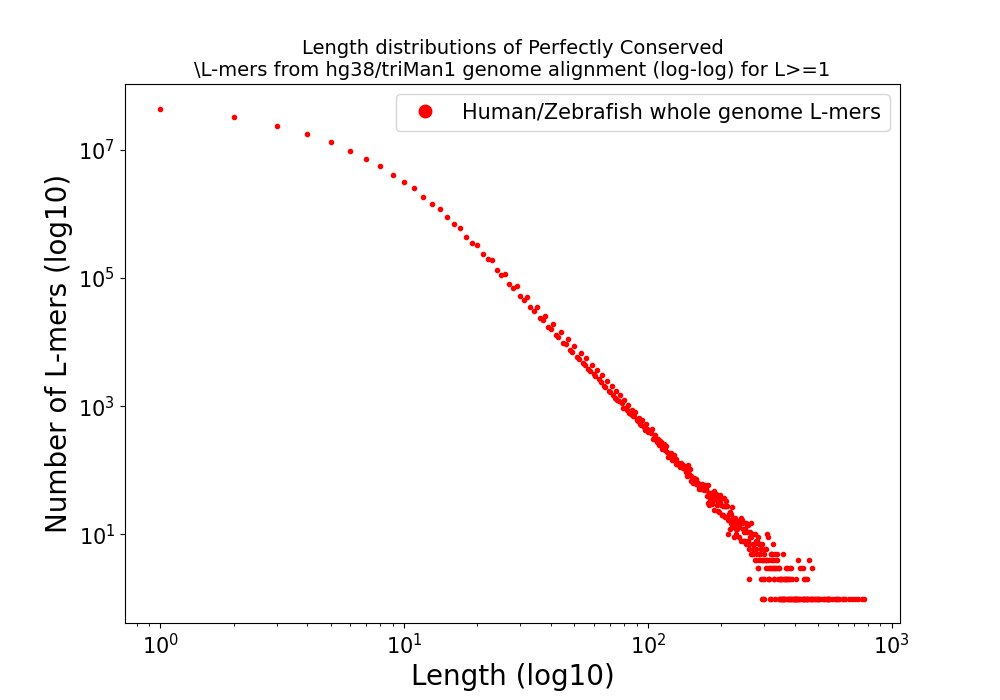 Length distributions of Perfectly Conserved
\L-mers from hg38/triMan1 genome alignment (log-log) for L>=1
Human/Zebrafish whole genome L-mers
Number of L-mers (log10)
10^7
10^5
10^3
10^1
10^0 10^1 10^2 10^3
Length (log10)